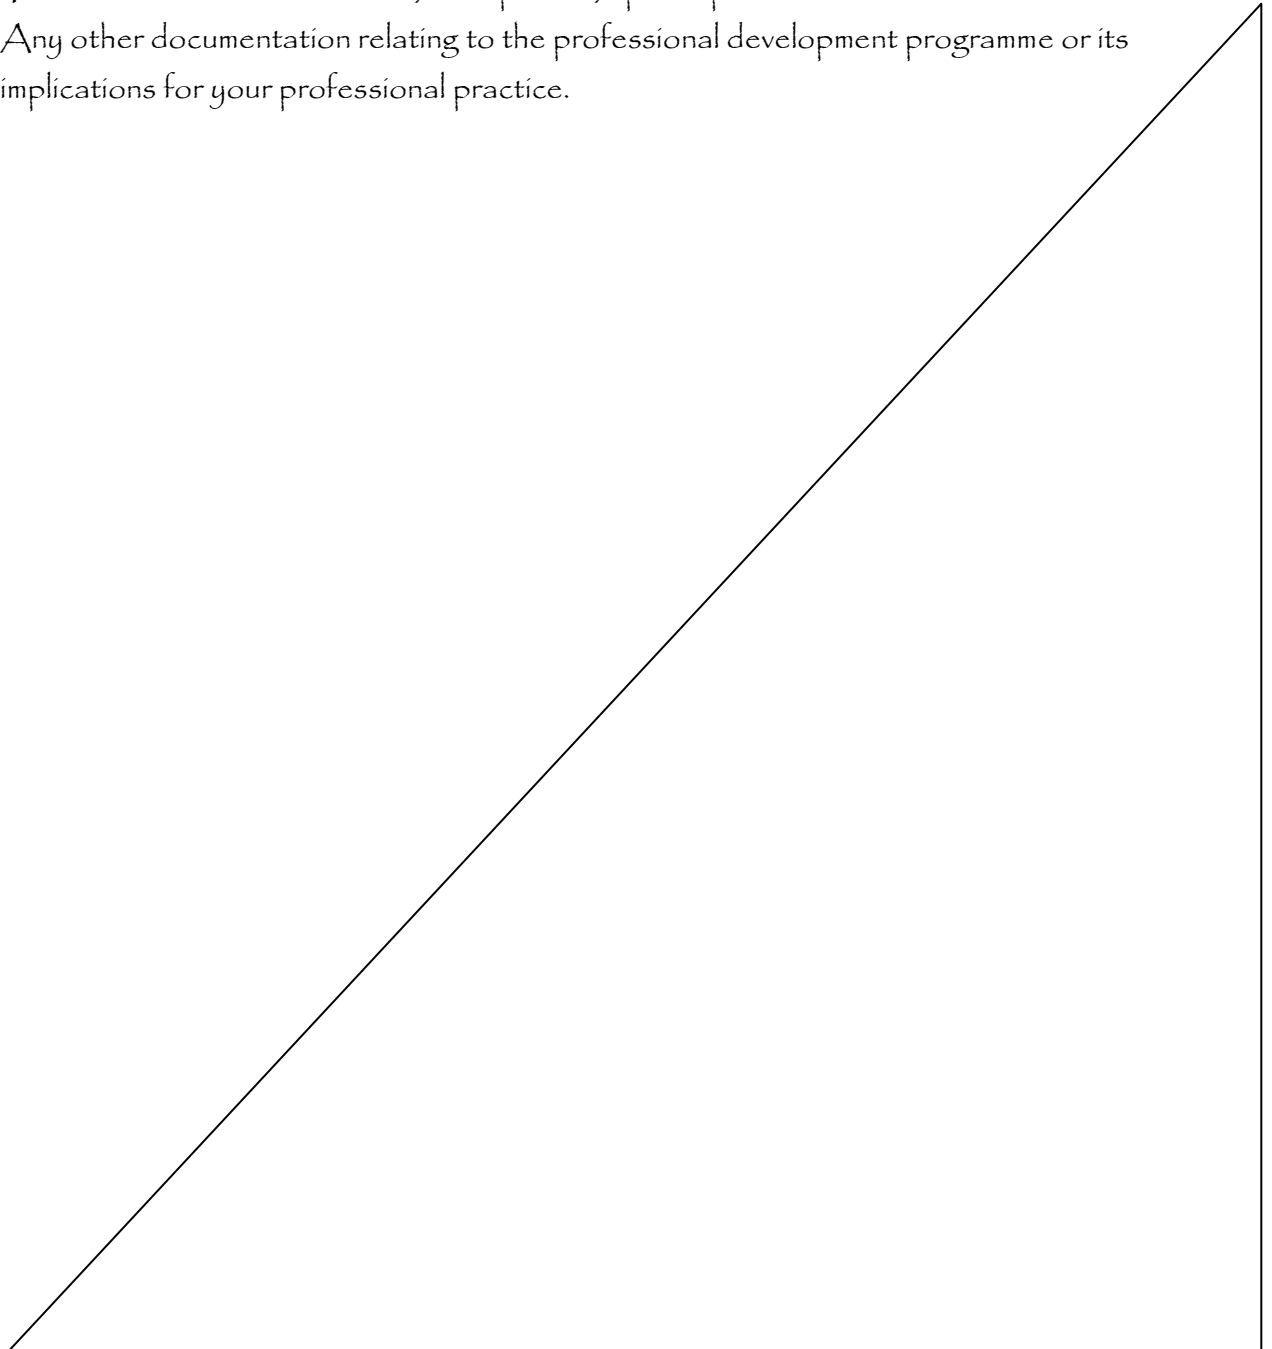 Any other documentation relating to the professional development programme or its
implications for your professional practice.